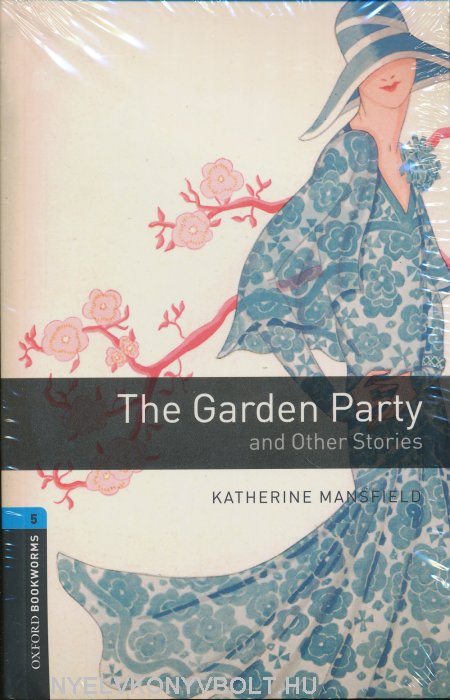 The Garden Party
and Other Stories
KATHERINE MANSFIELD
5
OXFORD BOOKWORMS
NYELVKONYVBOLT.HU